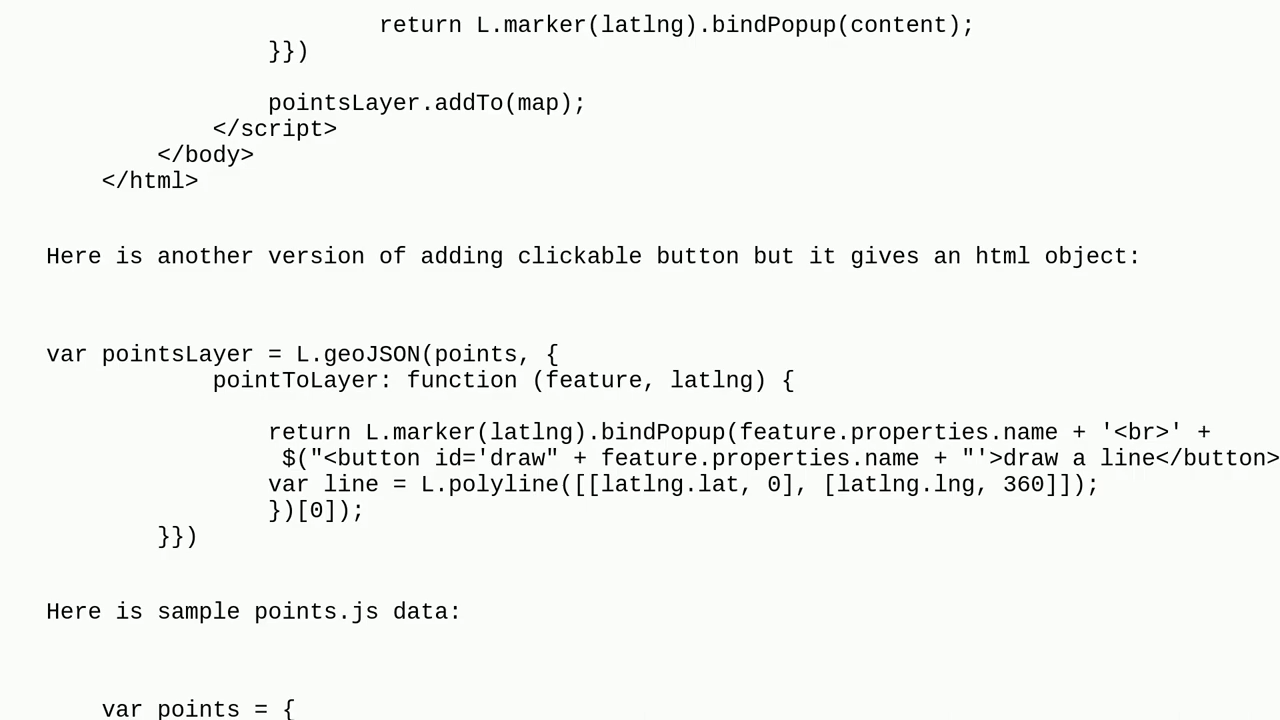 return L.marker(latlng).bindPopup(content);
}})
pointsLayer.addTo(map);
</script>
</body>
</html>
Here is another version of adding clickable button but it gives an html object:
var pointsLayer = L.geoJSON(points, {
pointToLayer: function (feature, latlng) {
return L.marker(latlng).bindPopup(feature.properties.name + '<br>' +
$("<button id='draw" + feature.properties.name + "'>draw a line</button>
var line = L.polyline([[latlng.lat, 0], [latlng.lng, 360]]);
})[0]);
}})
Here is sample points.js data:
var points = {